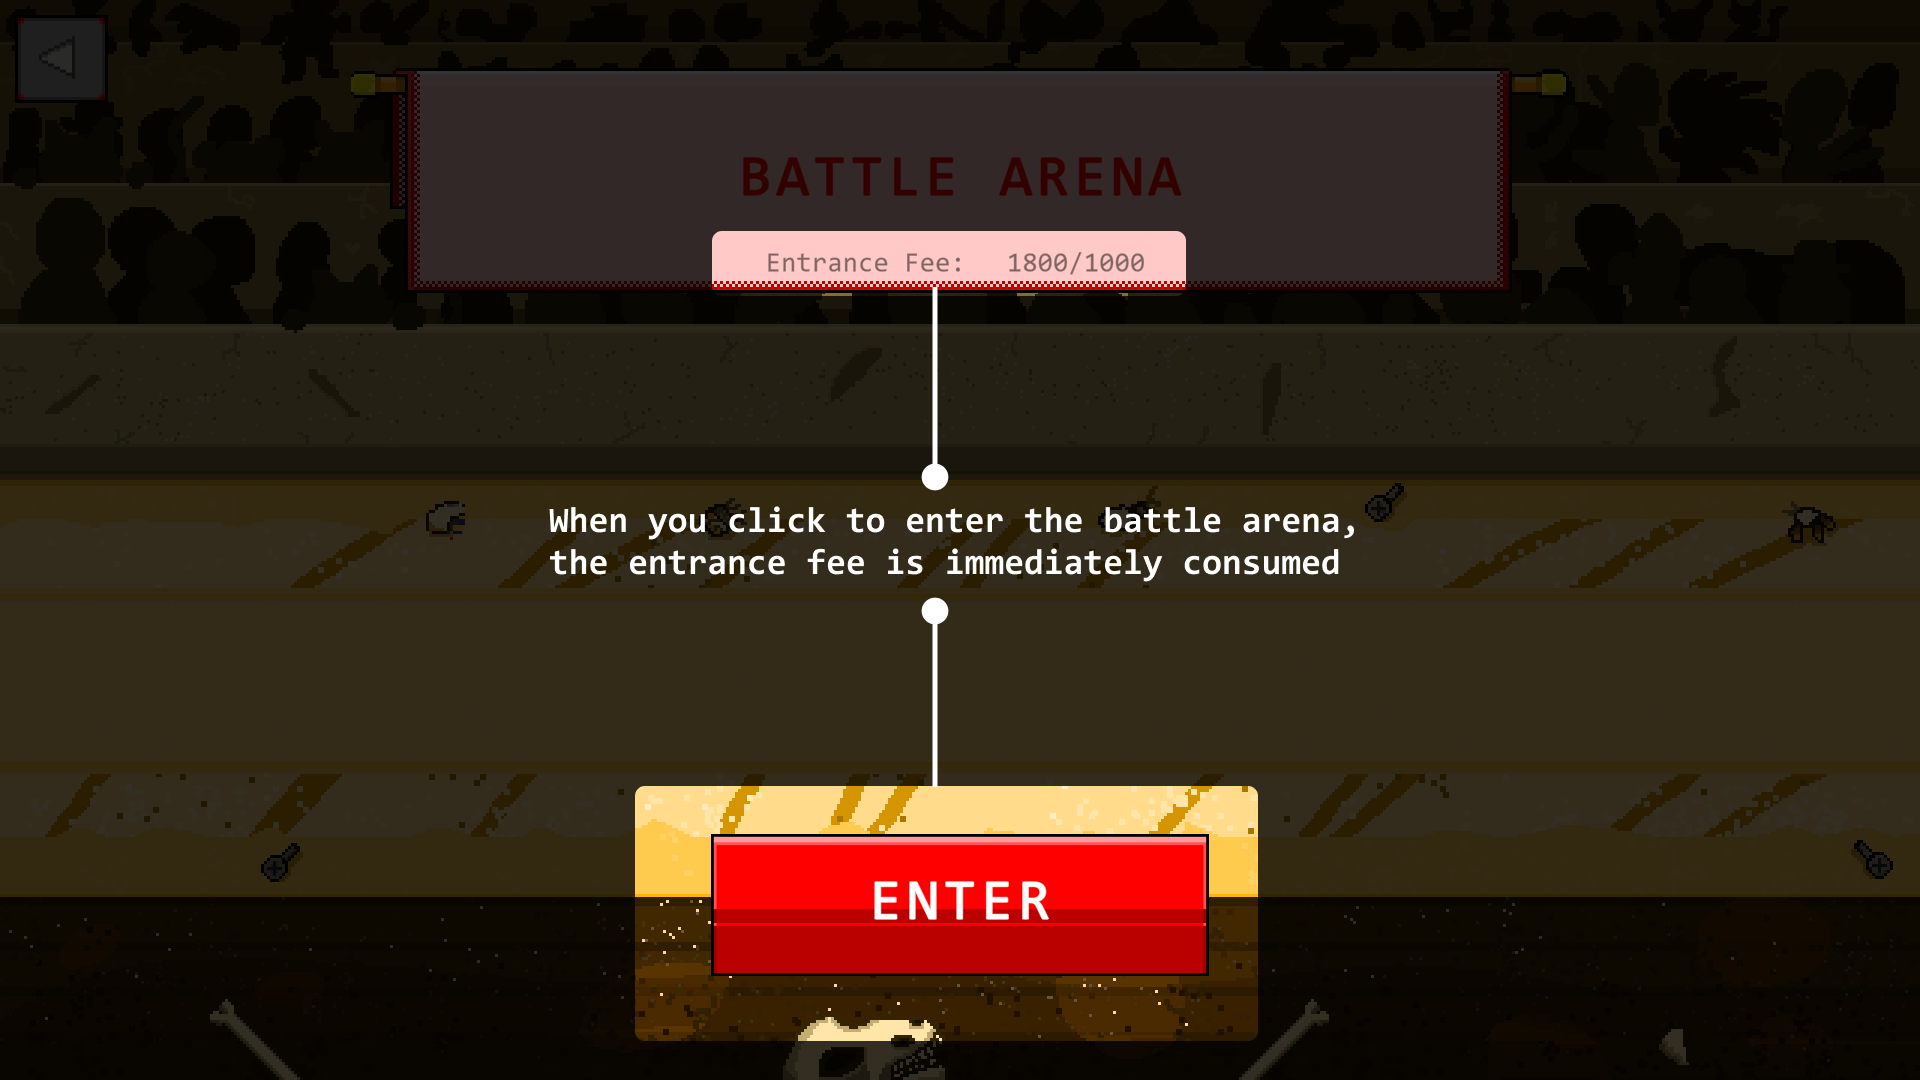 BATTLE ARENA
Entrance Fee: 1800/1000
When you click to enter the battle arena,
the entrance fee is immediately consumed
ENTER